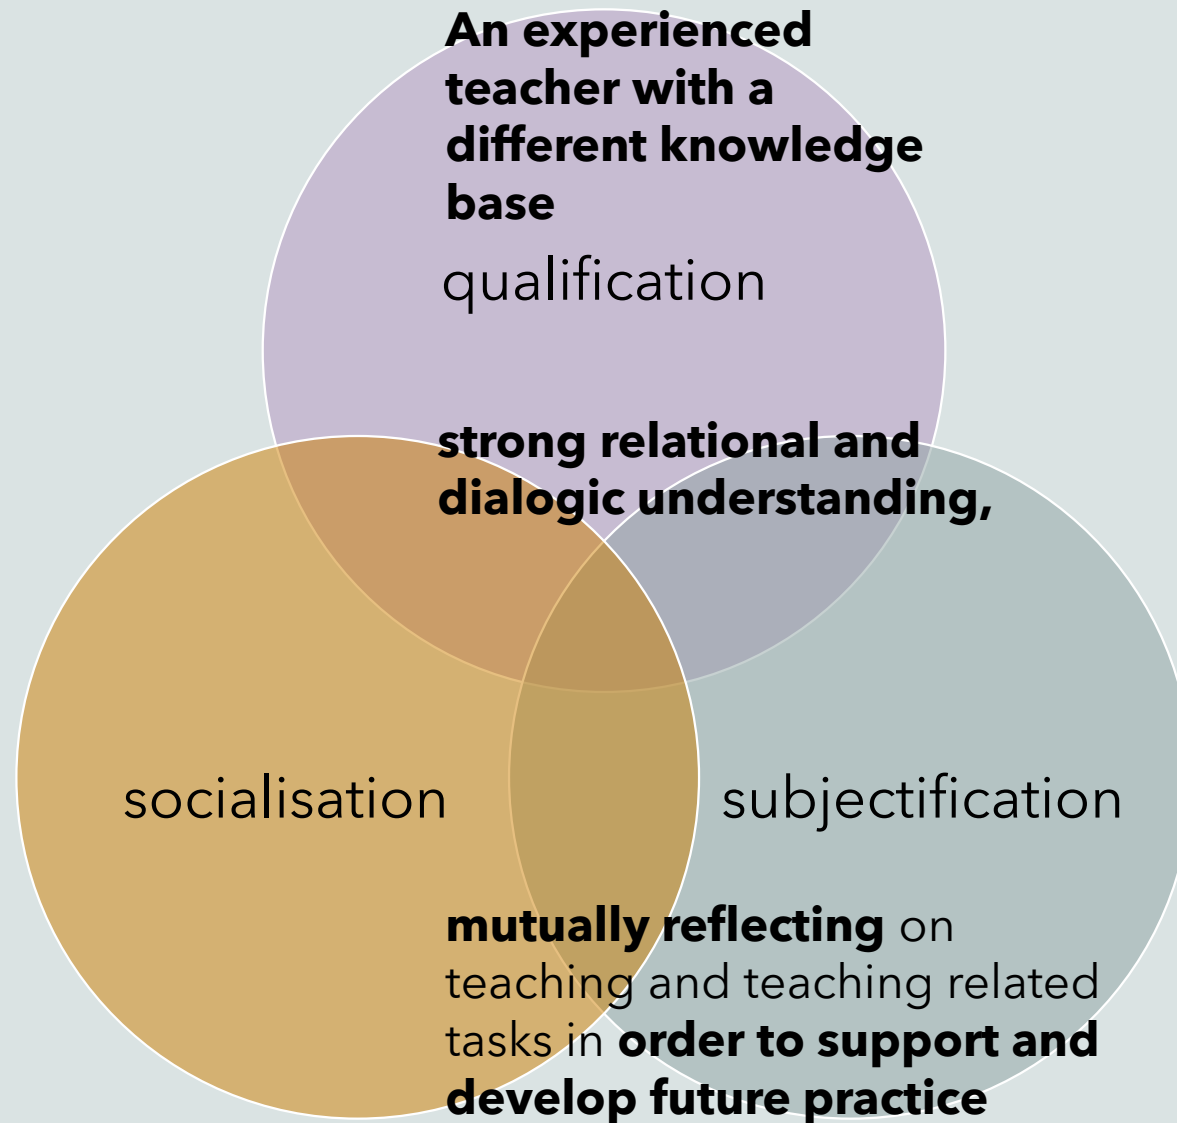 An experienced
teacher with a
different knowledge
base
qualification
strong relational and
dialogic understanding,
socialisation
subjectification
mutually reflecting on
teaching and teaching related
tasks in order to support and
develop future practice